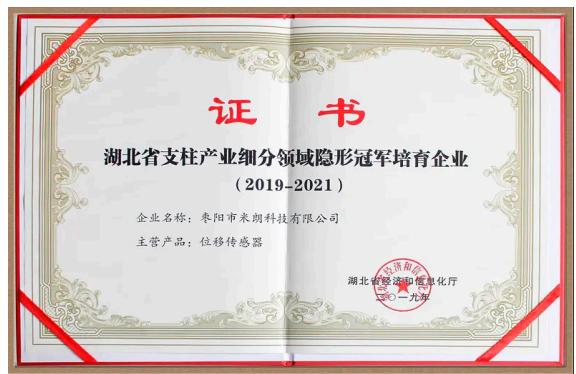 证 书
湖北省支柱产业细分领域隐形冠军培育企业
（2019-2021）
企业名称：枣阳市米朗科技有限公司
主营产品：位移传感器
湖北省经济和信息化厅
二〇一九年